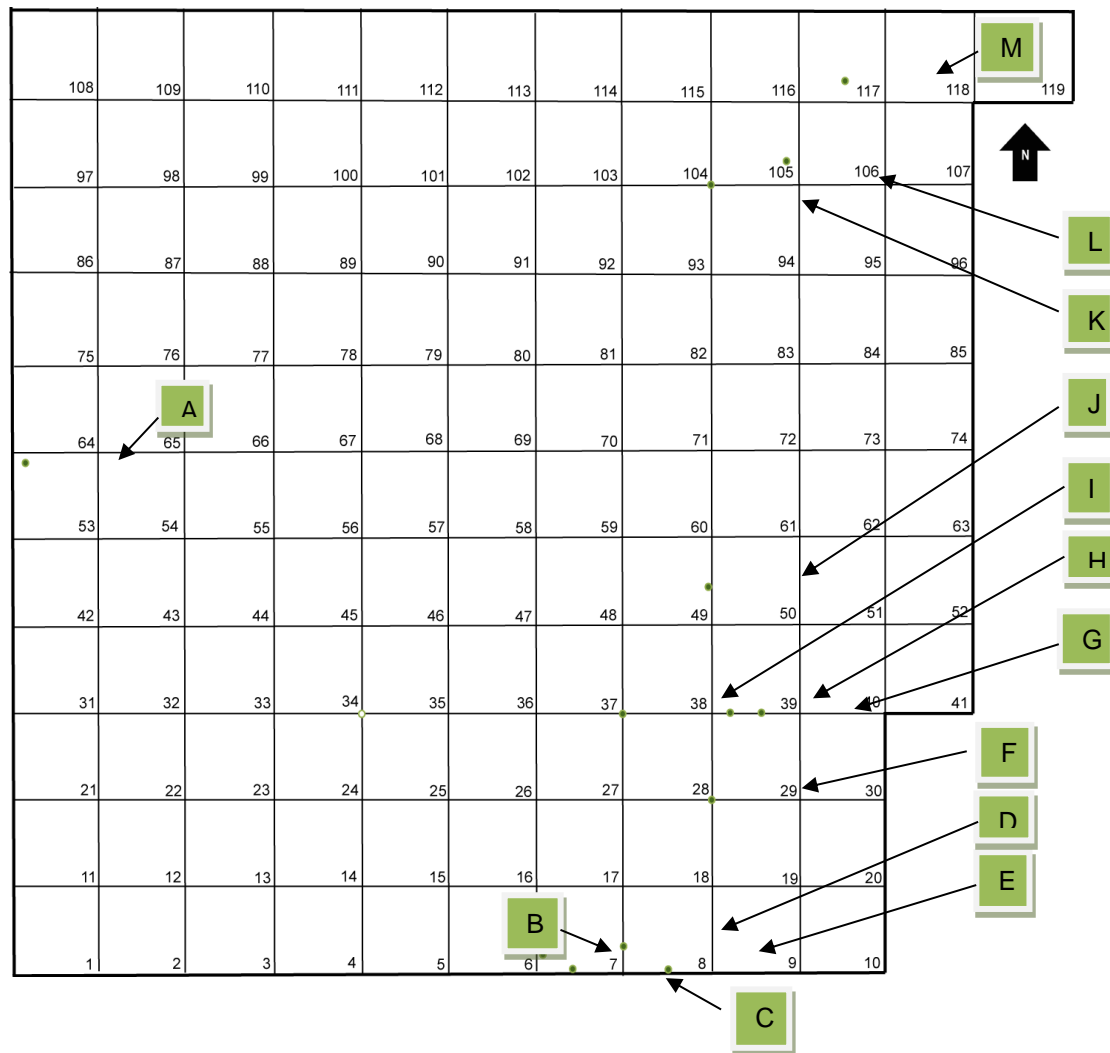 M
108 109 110 111 112 113 114 115 116 117 118 119
N
97 98 99 100 101 102 103 104 105 106 107
L
86 87 88 89 90 91 92 93 94 95 96
K
75 76 77 78 79 80 81 82 83 84 85
A
J
64 65 66 67 68 69 70 71 72 73 74
I
53 54 55 56 57 58 59 60 61 62 63
H
42 43 44 45 46 47 48 49 50 51 52
G
31 32 33 34 35 36 37 38 39 40 41
F
21 22 23 24 25 26 27 28 29 30
D
11 12 13 14 15 16 17 18 19 20
E
B
1 2 3 4 5 6 7 8 9 10
C